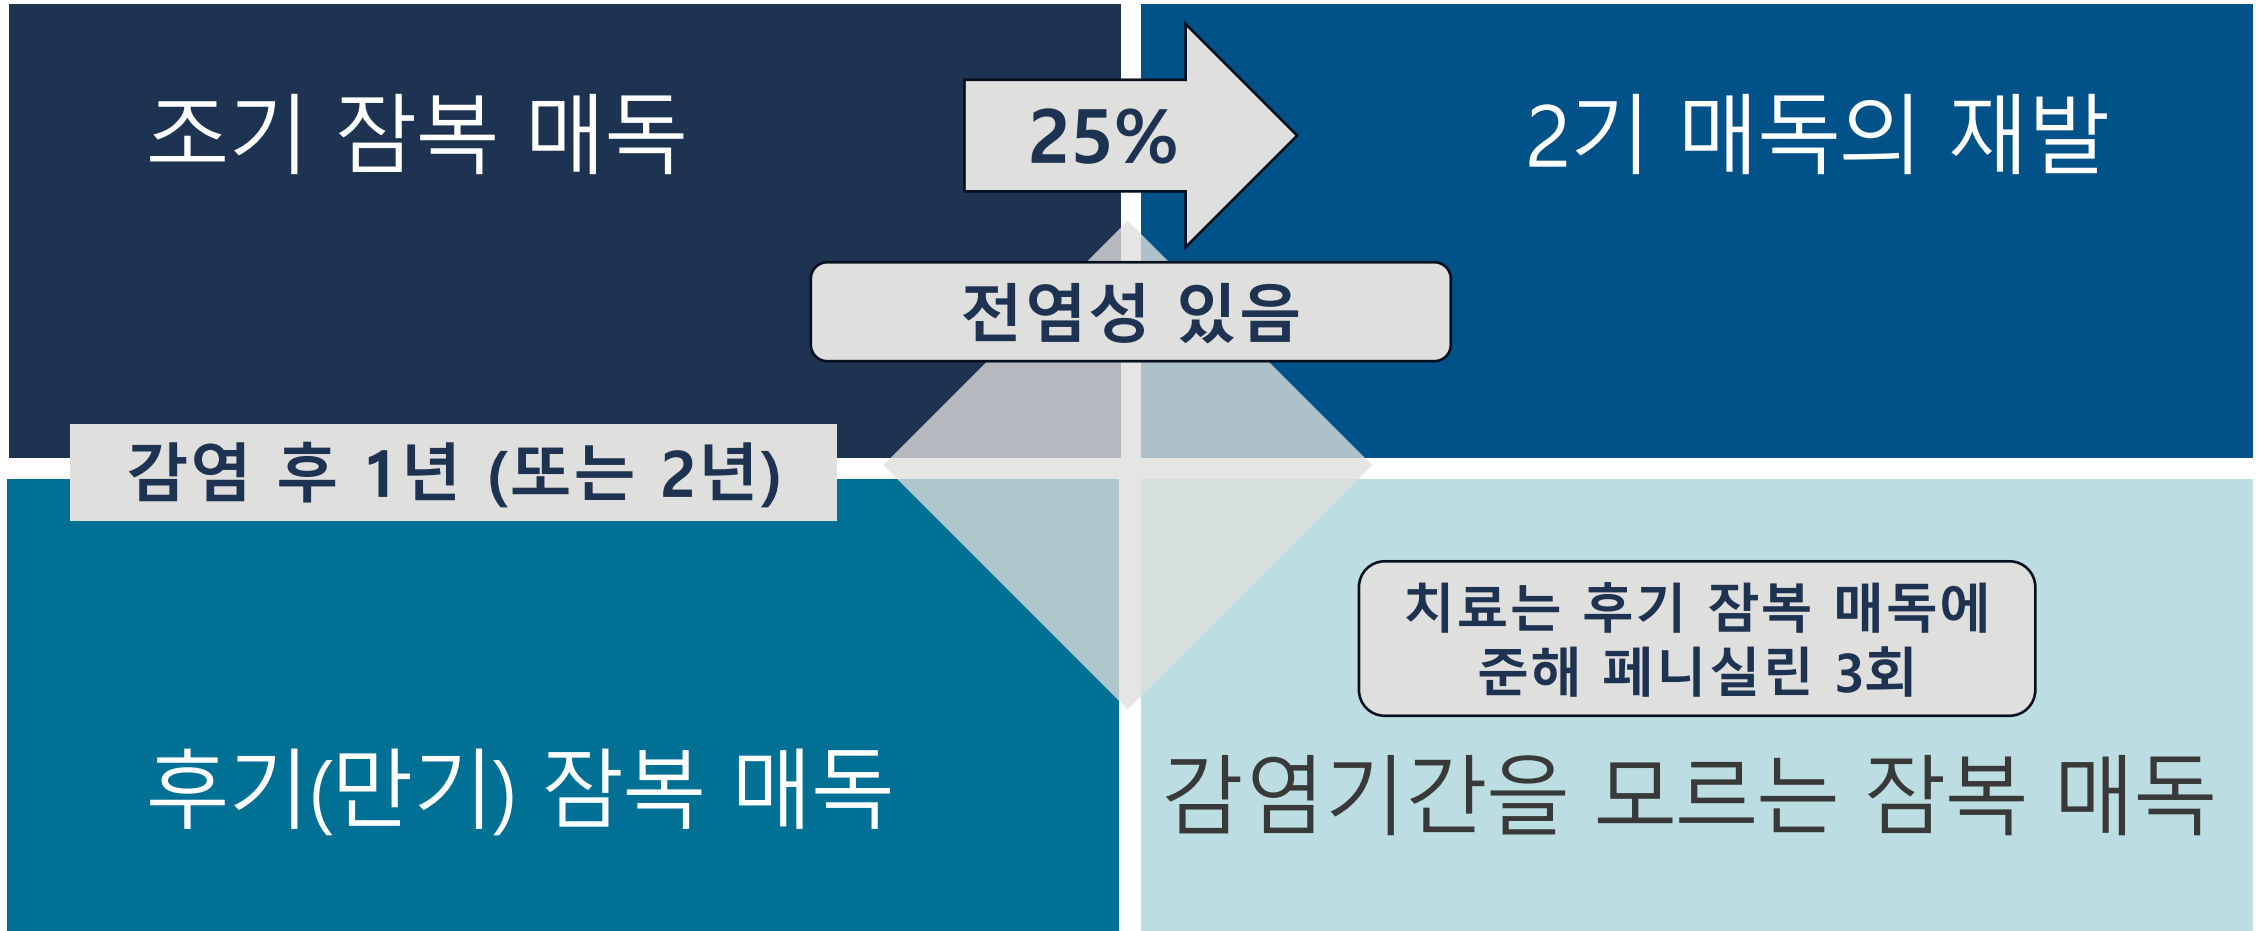 조기 잠복 매독
25%
2기 매독의 재발
전염성 있음
감염 후 1년 (또는 2년)
치료는 후기 잠복 매독에
준해 페니실린 3회
후기(만기) 잠복 매독
감염기간을 모르는 잠복 매독